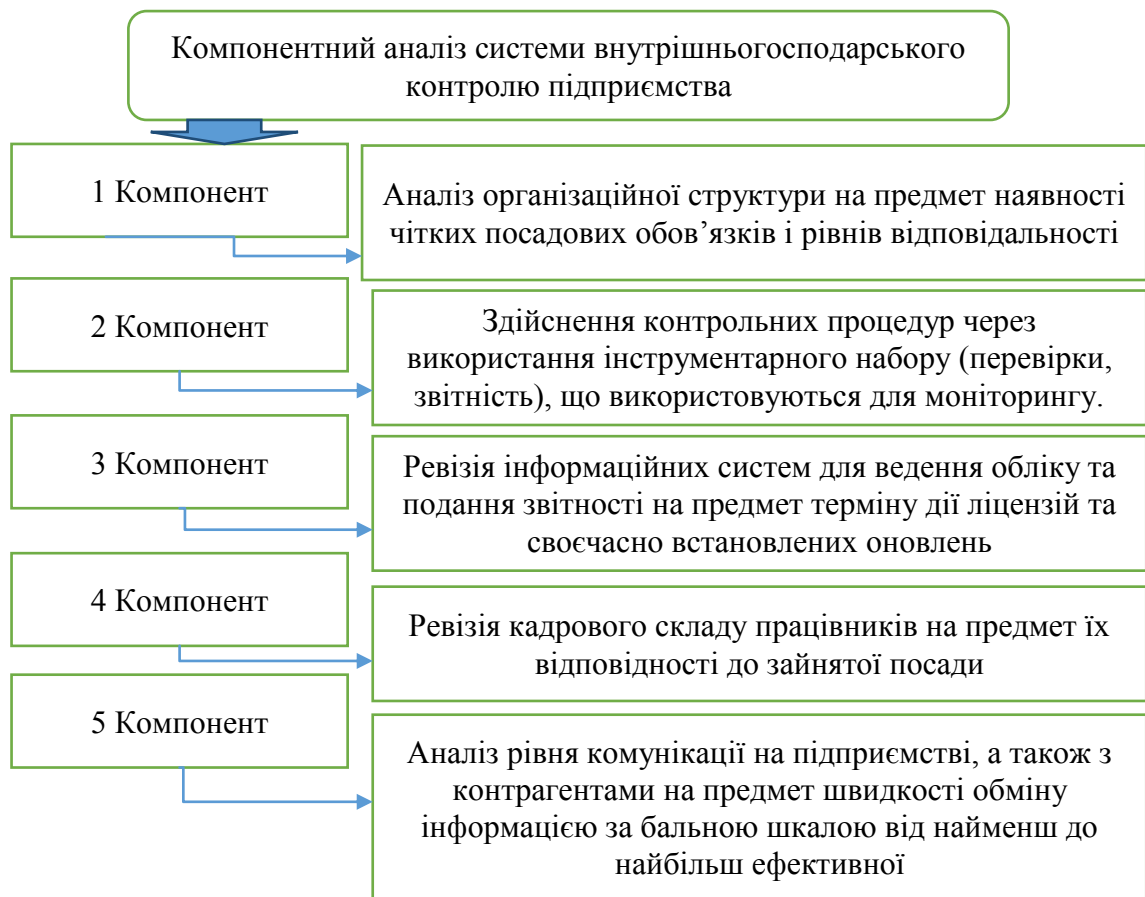 Компонентний аналіз системи внутрішньогосподарського
контролю підприємства
1 Компонент
Аналіз організаційної структури на предмет наявності
чітких посадових обов’язків і рівнів відповідальності
2 Компонент
Здійснення контрольних процедур через
використання інструментарного набору (перевірки,
звітність), що використовуються для моніторингу.
3 Компонент
Ревізія інформаційних систем для ведення обліку та
подання звітності на предмет терміну дії ліцензій та
своєчасно встановлених оновлень
4 Компонент
Ревізія кадрового складу працівників на предмет їх
відповідності до зайнятої посади
5 Компонент
Аналіз рівня комунікації на підприємстві, а також з
контрагентами на предмет швидкості обміну
інформацією за бальною шкалою від найменш до
найбільш ефективної